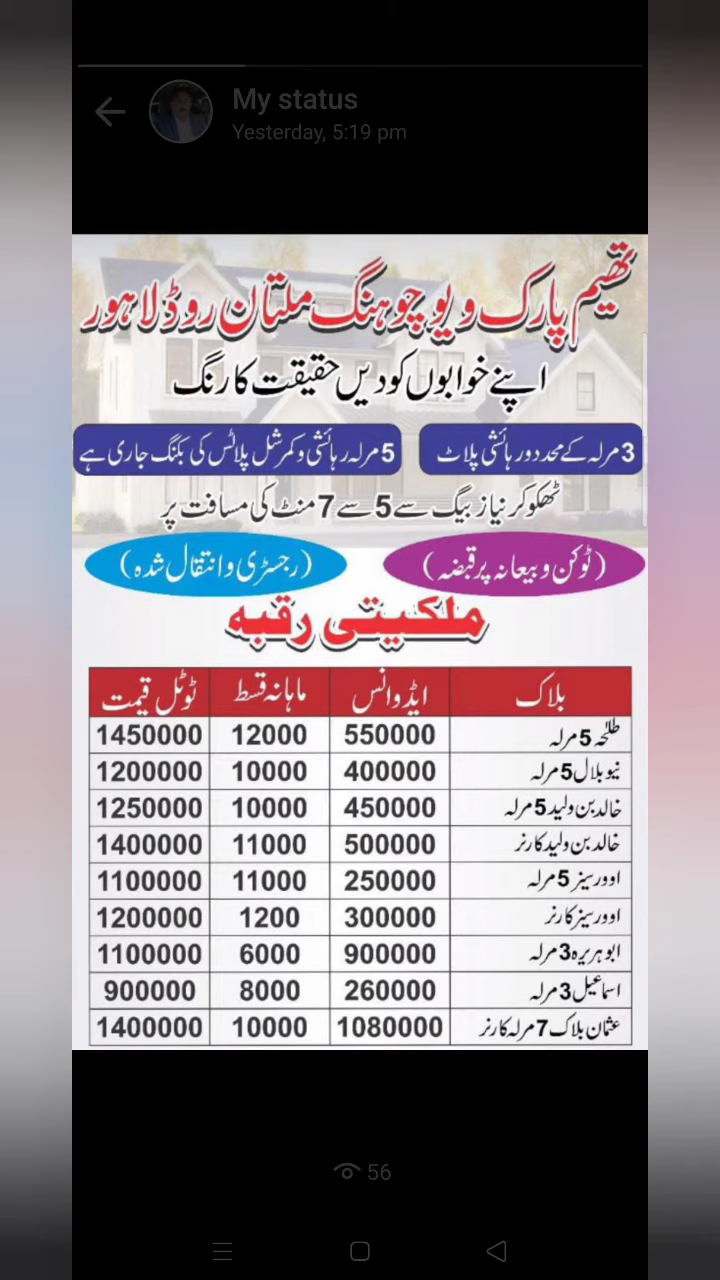 My status
Yesterday, 5:19 pm
تھیم پارک ویو چوہنگ ملتان روڈ لاہور
اپنے خوابوں کو دیں حقیقت کا رنگ
3 مرلہ کے محدود رہائشی پلاٹ 5 مرلہ رہائشی و کمرشل پلاٹس کی بکنگ جاری ہے
ٹھوکر نیاز بیگ سے 5 سے 7 منٹ کی مسافت پر
(ٹوکن و بیعانہ پر قبضہ) (رجسٹری و انتقال شدہ)
ملکیتی رقبہ
بلاک ایڈوانس ماہانہ قسط ٹوٹل قیمت
طلحہ 5 مرلہ 550000 12000 1450000
نیو بلال 5 مرلہ 400000 10000 1200000
خالد بن ولید 5 مرلہ 450000 10000 1250000
خالد بن ولید کارنر 500000 11000 1400000
اوورسیز 5 مرلہ 250000 11000 1100000
اوورسیز کارنر 300000 1200 1200000
ابو ہریرہ 3 مرلہ 900000 6000 1100000
اسماعیل 3 مرلہ 260000 8000 900000
عثمان بلاک 7 مرلہ کارنر 1080000 10000 1400000
56